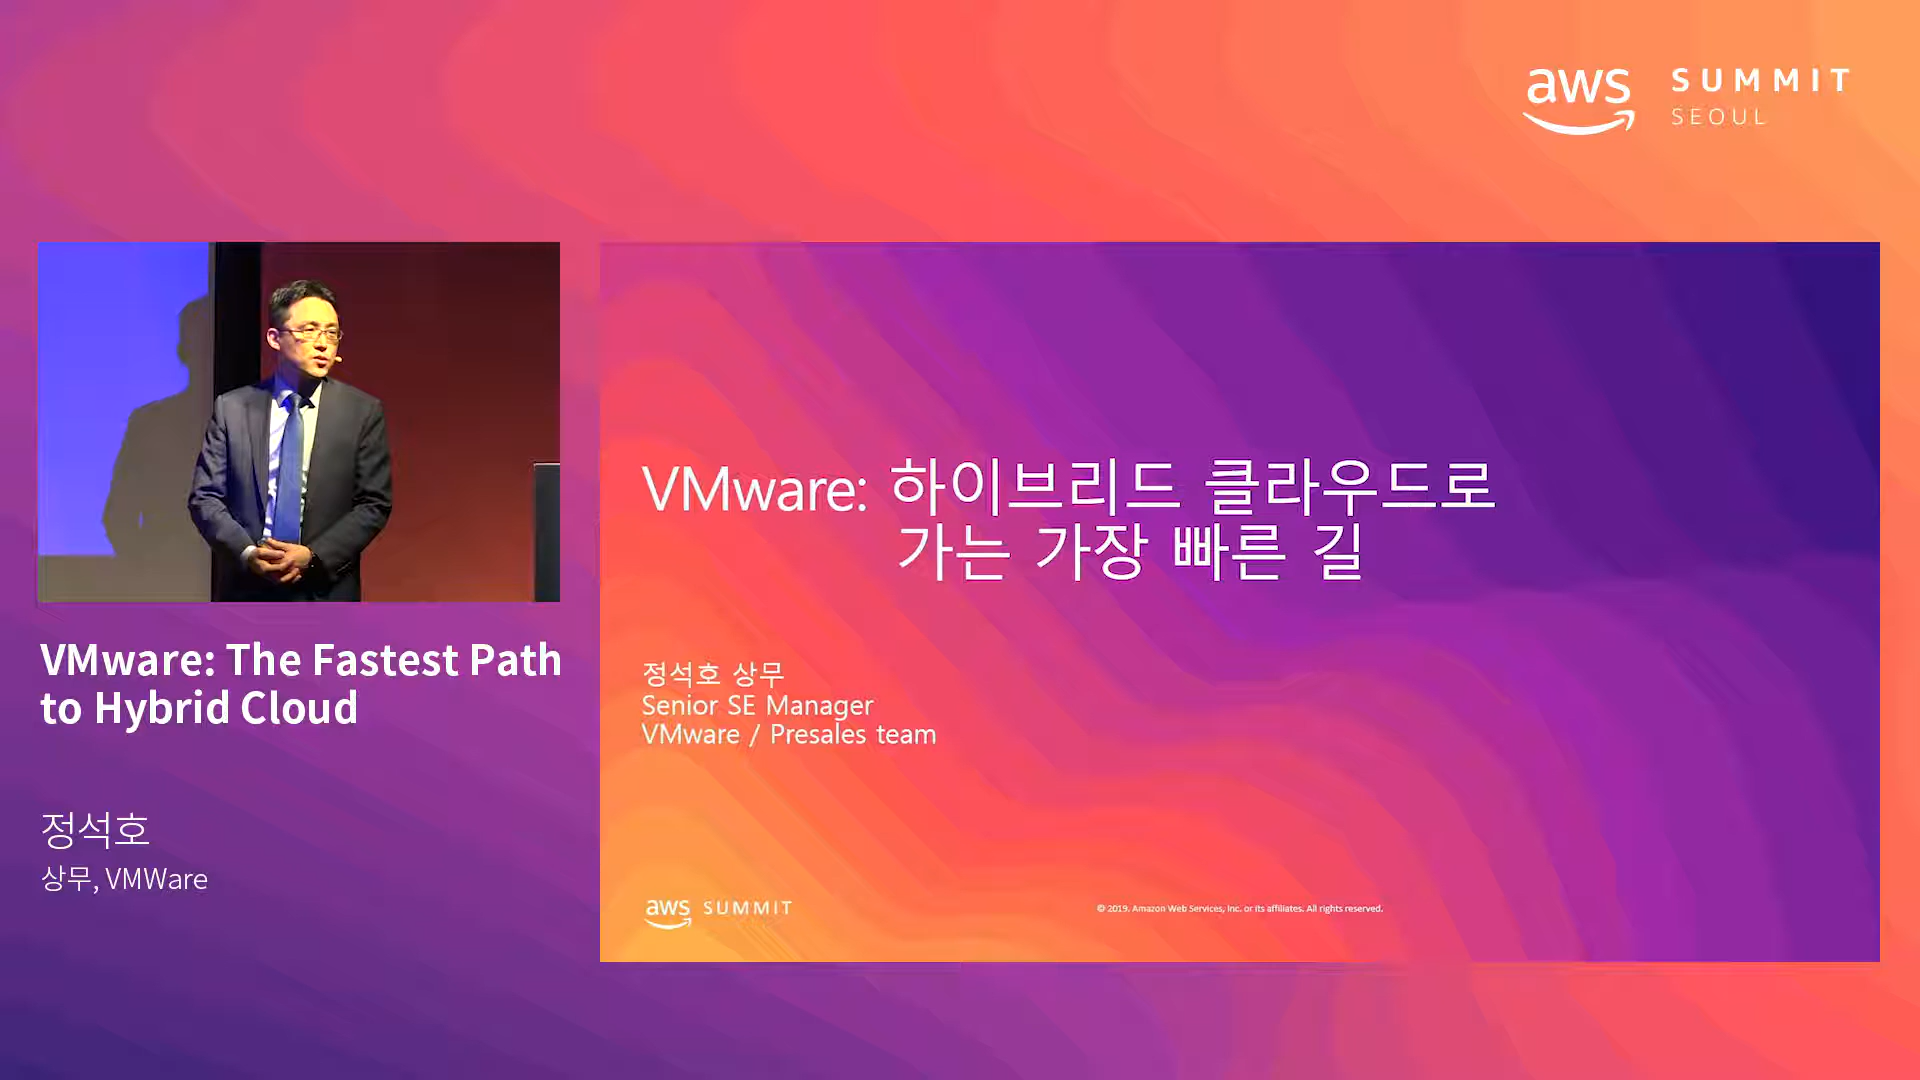 aws SUMMIT
SEOUL
VMware: 하이브리드 클라우드로
가는 가장 빠른 길
정석호 상무
Senior SE Manager
VMware / Presales team
aws SUMMIT
© 2019, Amazon Web Services, Inc. or its affiliates. All rights reserved.
VMware: The Fastest Path
to Hybrid Cloud
정석호
상무, VMWare